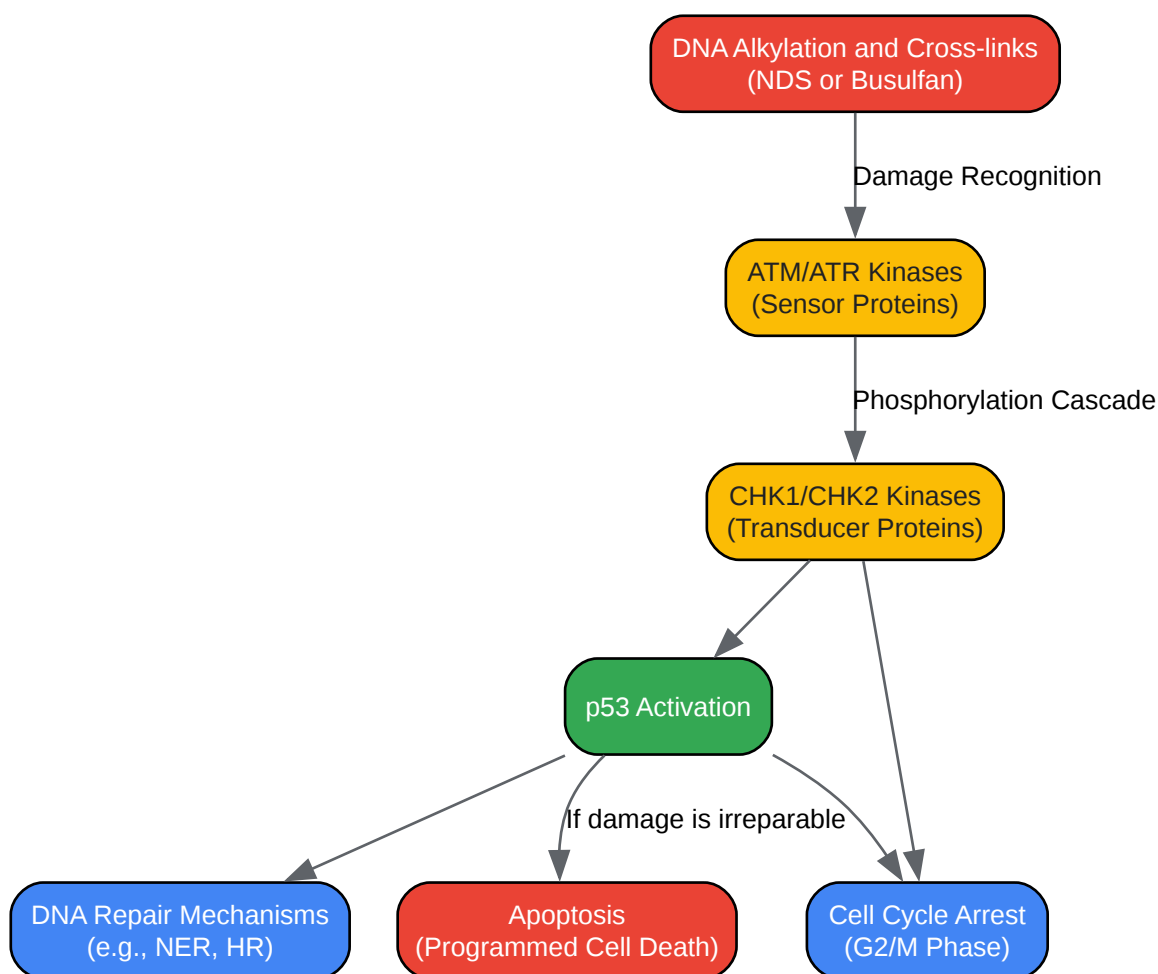 DNA Alkylation and Cross-links
(NDS or Busulfan)
Damage Recognition
ATM/ATR Kinases
(Sensor Proteins)
Phosphorylation Cascade
CHK1/CHK2 Kinases
(Transducer Proteins)
p53 Activation
If damage is irreparable
DNA Repair Mechanisms
(e.g., NER, HR)
Apoptosis
(Programmed Cell Death)
Cell Cycle Arrest
(G2/M Phase)